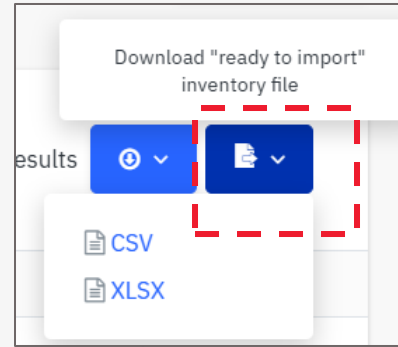 Download "ready to import"
inventory file
esults
CSV
XLSX